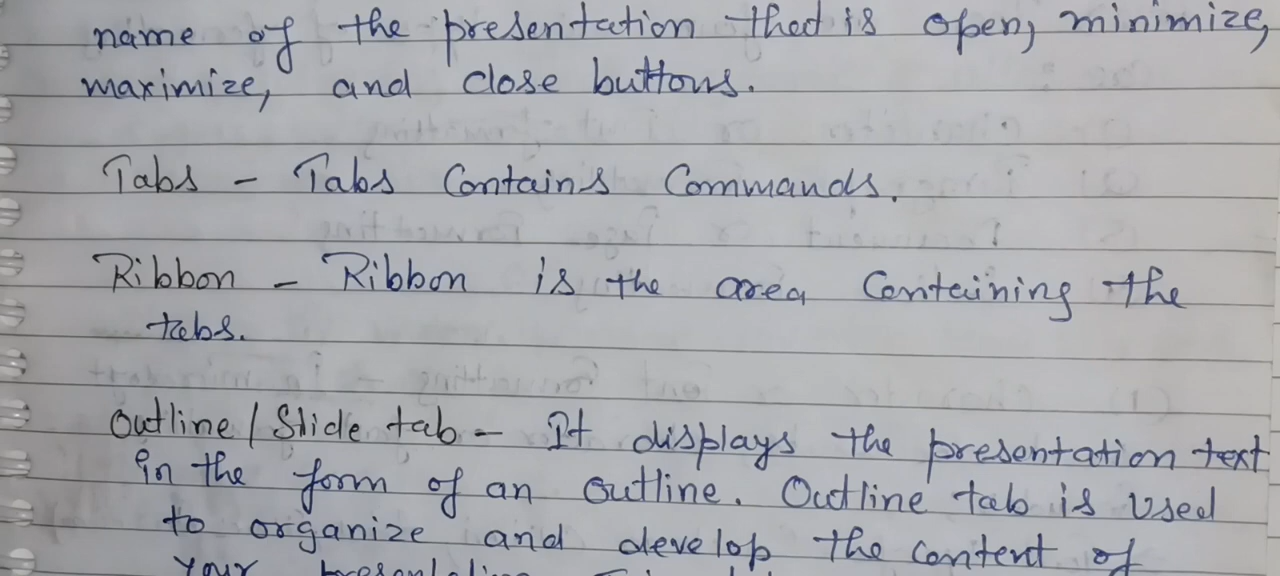 name of the presentation that is open, minimize,
maximize, and close buttons.
Tabs - Tabs Contains Commands.
Ribbon - Ribbon is the area Containing the
tabs.
Outline/Slide tab - It displays the presentation text
in the form of an outline. Outline tab is used
to organize and develop the content of
your presentation